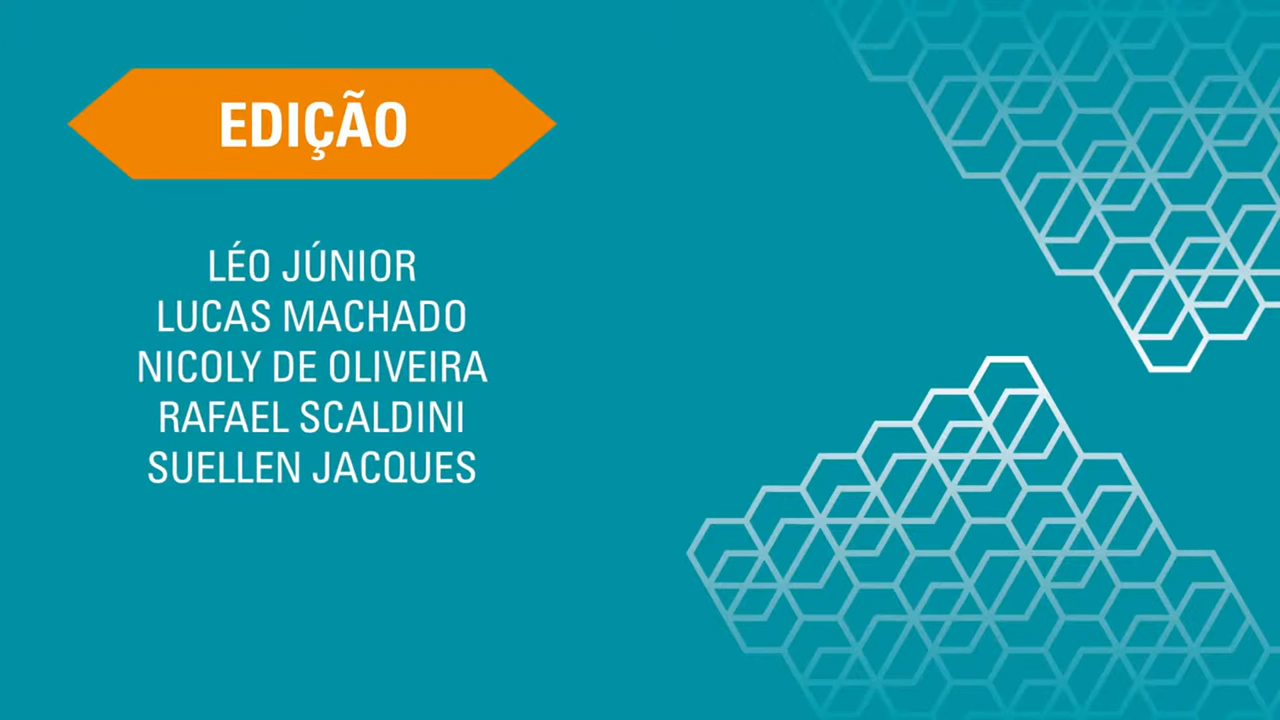 EDIÇÃO
LÉO JÚNIOR
LUCAS MACHADO
NICOLY DE OLIVEIRA
RAFAEL SCALDINI
SUELLEN JACQUES